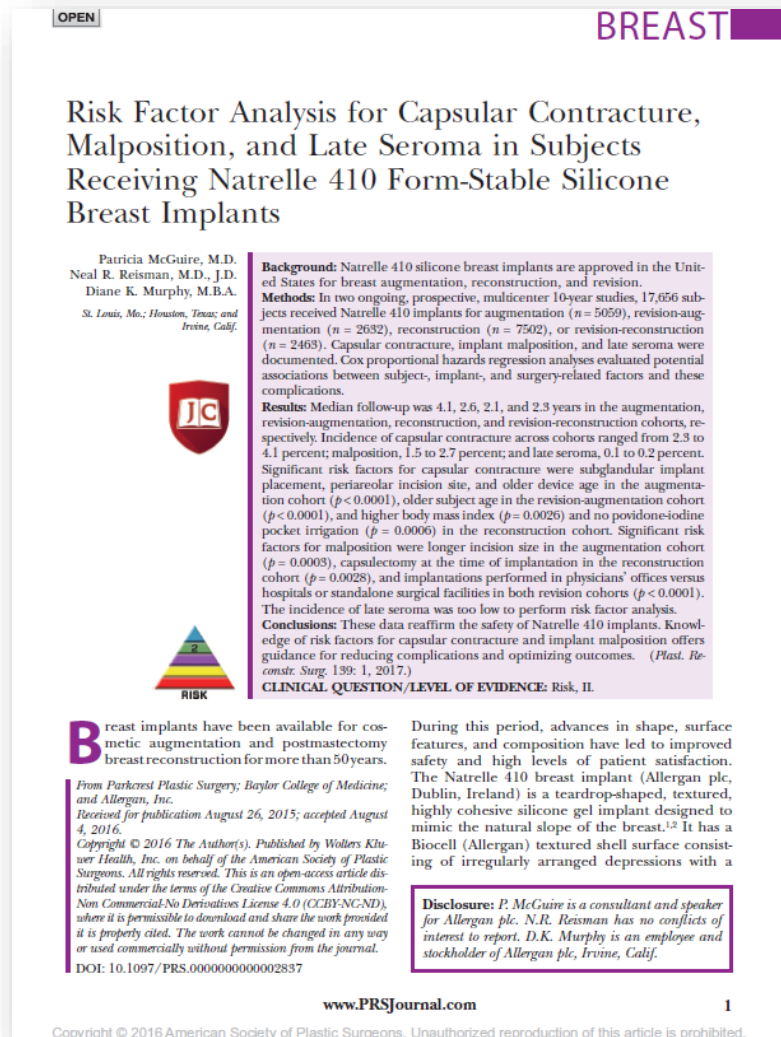 OPEN
BREAST
Risk Factor Analysis for Capsular Contracture,
Malposition, and Late Seroma in Subjects
Receiving Natrelle 410 Form-Stable Silicone
Breast Implants
Patricia McGuire, M.D.
Neal R. Reisman, M.D., J.D.
Diane K. Murphy, M.B.A.
St. Louis, Mo.; Houston, Texas; and
Irvine, Calif.
JC
2
RISK
Background: Natrelle 410 silicone breast implants are approved in the Unit-
ed States for breast augmentation, reconstruction, and revision.
Methods: In two ongoing, prospective, multicenter 10-year studies, 17,656 sub-
jects received Natrelle 410 implants for augmentation (n = 5059), revision-aug-
mentation (n = 2632), reconstruction (n = 7502), or revision-reconstruction
(n = 2463). Capsular contracture, implant malposition, and late seroma were
documented. Cox proportional hazards regression analyses evaluated potential
associations between subject-, implant-, and surgery-related factors and these
complications.
Results: Median follow-up was 4.1, 2.6, 2.1, and 2.3 years in the augmentation,
revision-augmentation, reconstruction, and revision-reconstruction cohorts, re-
spectively. Incidence of capsular contracture across cohorts ranged from 2.3 to
4.1 percent; malposition, 1.5 to 2.7 percent; and late seroma, 0.1 to 0.2 percent.
Significant risk factors for capsular contracture were subglandular implant
placement, periareolar incision site, and older device age in the augmenta-
tion cohort (p < 0.0001), older subject age in the revision-augmentation cohort
(p < 0.0001), and higher body mass index (p = 0.0026) and no povidone-iodine
pocket irrigation (p = 0.0006) in the reconstruction cohort. Significant risk
factors for malposition were longer incision size in the augmentation cohort
(p = 0.0003), capsulectomy at the time of implantation in the reconstruction
cohort (p = 0.0028), and implantations performed in physicians' offices versus
hospitals or standalone surgical facilities in both revision cohorts (p < 0.0001).
The incidence of late seroma was too low to perform risk factor analysis.
Conclusions: These data reaffirm the safety of Natrelle 410 implants. Knowl-
edge of risk factors for capsular contracture and implant malposition offers
guidance for reducing complications and optimizing outcomes. (Plast. Re-
constr. Surg. 139: 1, 2017.)
CLINICAL QUESTION/LEVEL OF EVIDENCE: Risk, II.
Breast implants have been available for cos-
metic augmentation and postmastectomy
breast reconstruction for more than 50 years.
From Parkcrest Plastic Surgery; Baylor College of Medicine;
and Allergan, Inc.
Received for publication August 26, 2015; accepted August
4, 2016.
Copyright © 2016 The Author(s). Published by Wolters Klu-
wer Health, Inc. on behalf of the American Society of Plastic
Surgeons. All rights reserved. This is an open-access article dis-
tributed under the terms of the Creative Commons Attribution-
Non Commercial-No Derivatives License 4.0 (CCBY-NC-ND),
where it is permissible to download and share the work provided
it is properly cited. The work cannot be changed in any way
or used commercially without permission from the journal.
DOI: 10.1097/PRS.0000000000002837
During this period, advances in shape, surface
features, and composition have led to improved
safety and high levels of patient satisfaction.
The Natrelle 410 breast implant (Allergan plc,
Dublin, Ireland) is a teardrop-shaped, textured,
highly cohesive silicone gel implant designed to
mimic the natural slope of the breast.1,2 It has a
Biocell (Allergan) textured shell surface consist-
ing of irregularly arranged depressions with a
Disclosure: P. McGuire is a consultant and speaker
for Allergan plc. N.R. Reisman has no conflicts of
interest to report. D.K. Murphy is an employee and
stockholder of Allergan plc, Irvine, Calif.
www.PRSJournal.com
1
Copyright © 2016 American Society of Plastic Surgeons. Unauthorized reproduction of this article is prohibited.